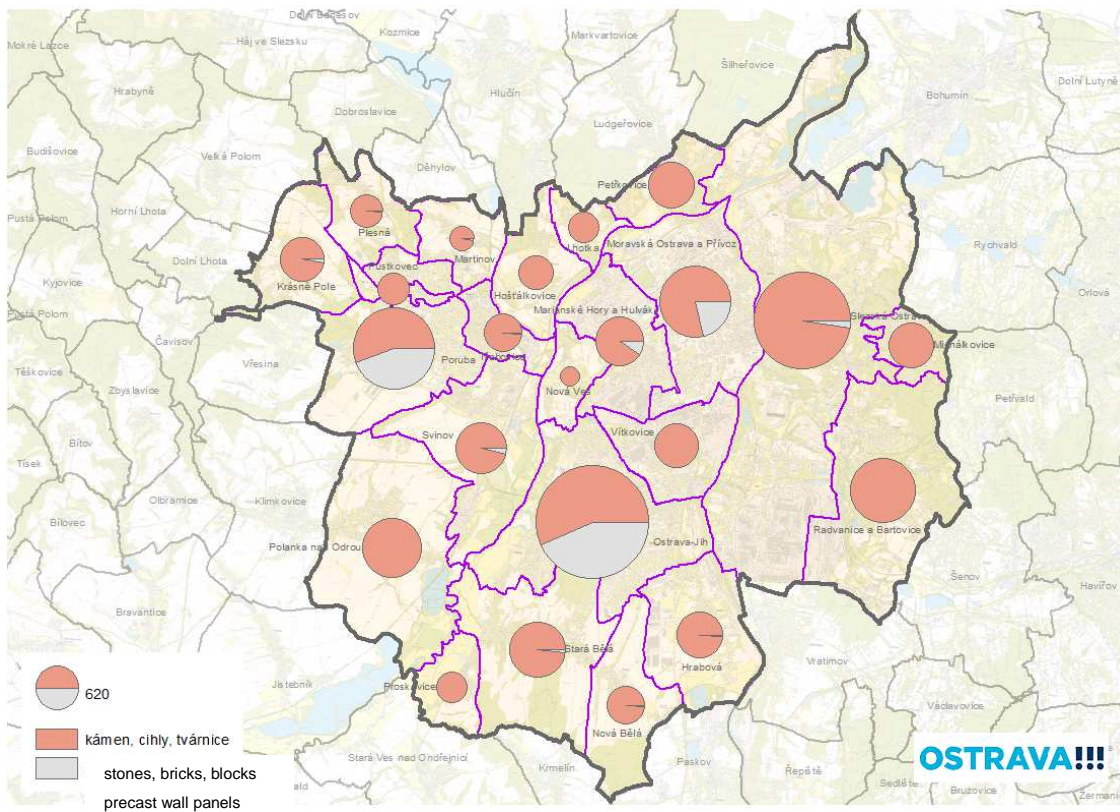 Dolní Benešov
Kozmice
Markvartovice
Mokré Lazce
Háj ve Slezsku
Šilheřovice
Dolní Lutyně
Hrabyně
Hlučín
Bohumín
Dobroslavice
Ludgeřovice
Budišovice
Velká Polom
Děhylov
Petřkovice
Plesná
Horní Lhota
Pustá Polom
Lhotka
Martinov
Moravská Ostrava a Přívoz
Rychvald
Dolní Lhota
Pustkovec
Krásné Pole
Hošťálkovice
Kyjovice
Orlová
Marianské Hory a Hulváky
Pustá Polom
Slezská Ostrava
Čavisov
Třebovice
Michálkovice
Poruba
Vřesina
Těškovice
Nová Ves
Zbyslavice
Petřvald
Svinov
Vítkovice
Bítov
Tísek
Olbramice
Klimkovice
Bílovec
Radvanice a Bartovice
Ostrava-Jih
Polanka nad Odrou
Šenov
Havířov
Bravantice
Stará Bělá
Hrabová
Vratimov
Jistebník
Proskovice
620
Václavovice
Nová Bělá
kámen, cihly, tvárnice
Stará Ves nad Ondřejnicí
Krmelín
Paskov
Řepiště
OSTRAVA!!!
stones, bricks, blocks
Sedliště
Bruzovice
Žermanice
precast wall panels